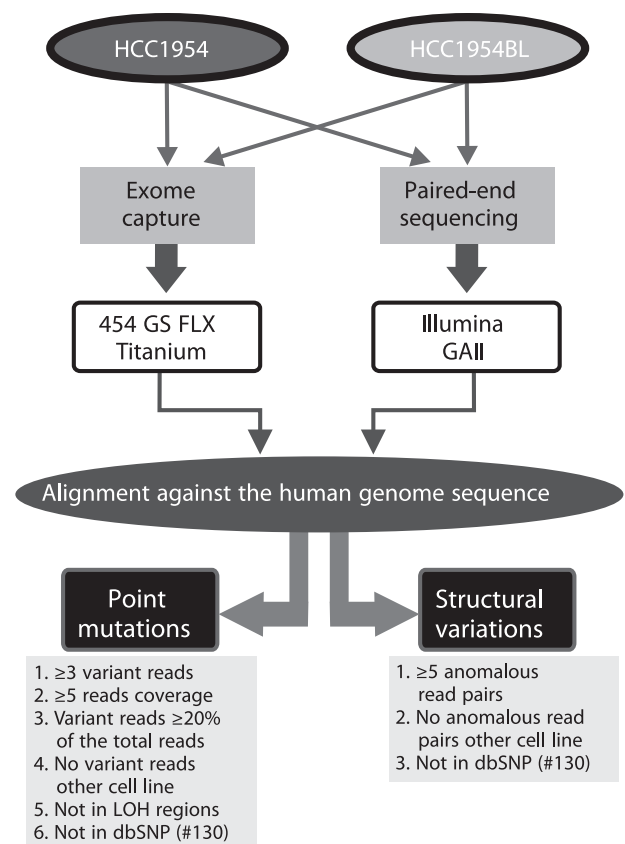 HCC1954
HCC1954BL
Exome
capture
Paired-end
sequencing
454 GS FLX
Titanium
Illumina
GAII
Alignment against the human genome sequence
Point
mutations
Structural
variations
1. ≥3 variant reads
2. ≥5 reads coverage
3. Variant reads ≥20%
of the total reads
4. No variant reads
other cell line
5. Not in LOH regions
6. Not in dbSNP (#130)
1. ≥5 anomalous
read pairs
2. No anomalous read
pairs other cell line
3. Not in dbSNP (#130)